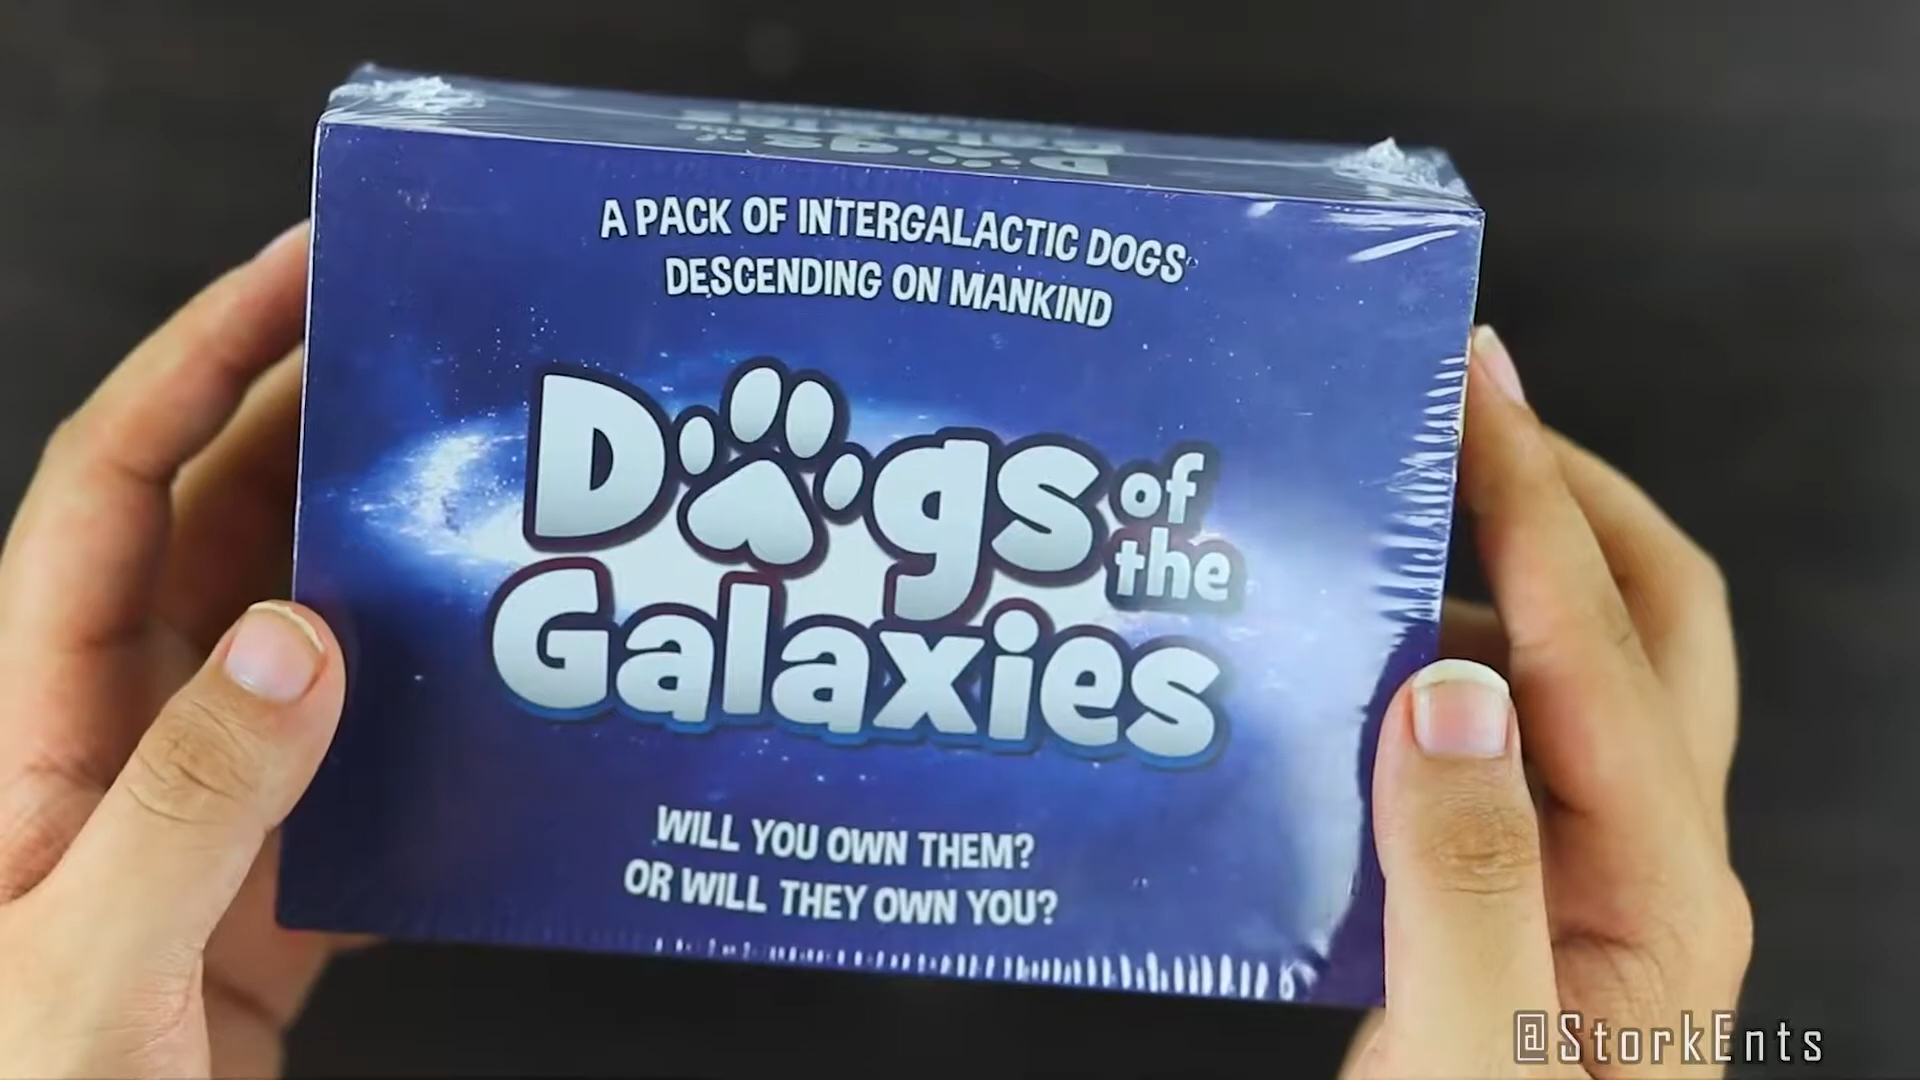 A PACK OF INTERGALACTIC DOGS
DESCENDING ON MANKIND
Dogs of the
Galaxies
WILL YOU OWN THEM?
OR WILL THEY OWN YOU?
@StorkEnts